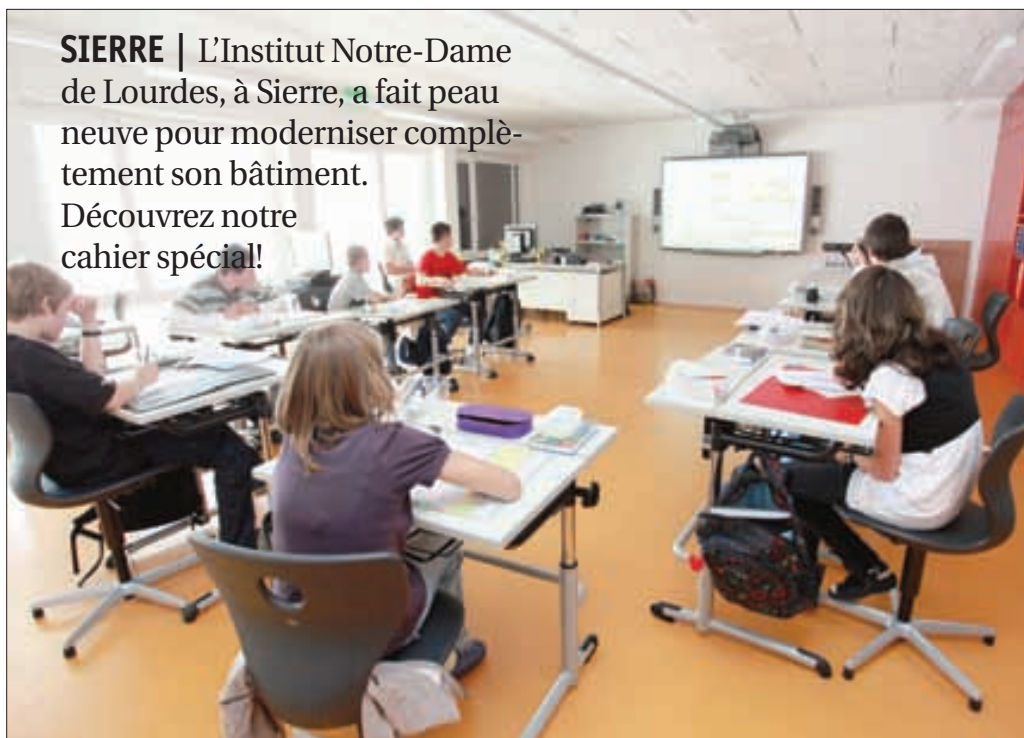 SIERRE | L’Institut Notre-Dame
de Lourdes, à Sierre, a fait peau
neuve pour moderniser complè-
tement son bâtiment.
Découvrez notre
cahier spécial!